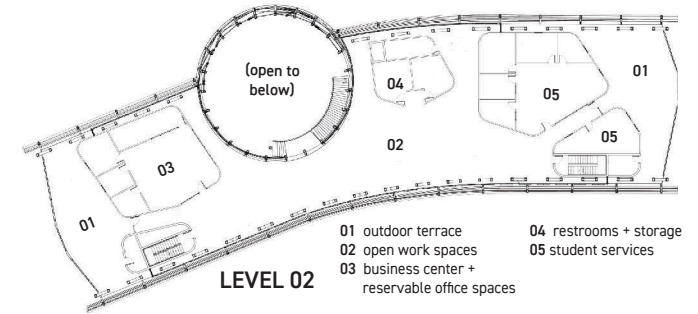 (open to
below)
04
01
05
05
02
03
01
LEVEL 02
01 outdoor terrace
02 open work spaces
03 business center +
reservable office spaces
04 restrooms + storage
05 student services